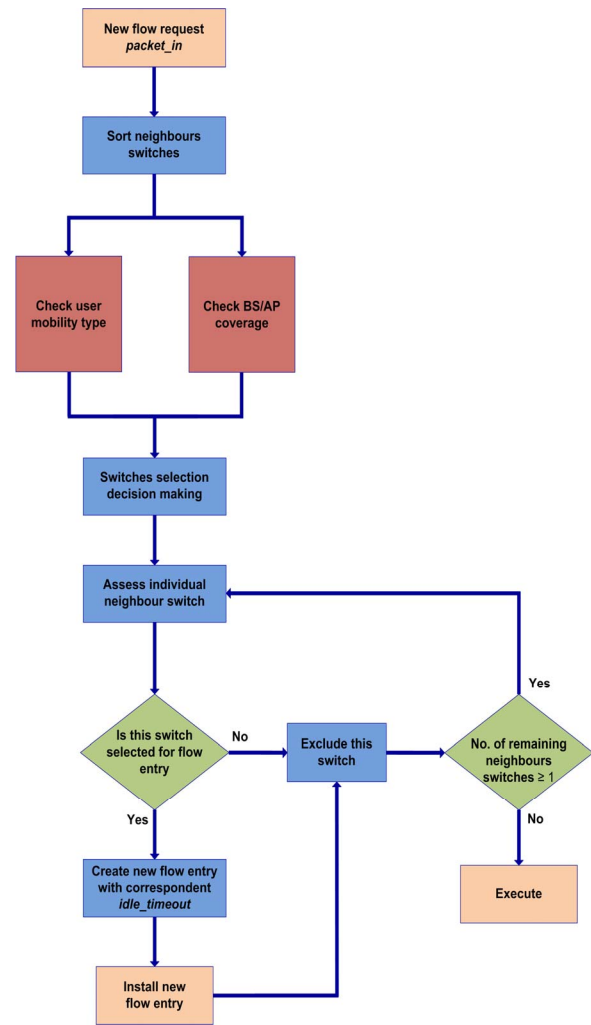 New flow request
packet_in
Sort neighbours
switches
Check user
mobility type
Check BS/AP
coverage
Switches selection
decision making
Assess individual
neighbour switch
Yes
Is this switch
selected for flow
entry
No
Exclude this
switch
No. of remaining
neighbours
switches ≥ 1
Yes
No
Create new flow entry
with correspondent
idle_timeout
Execute
Install new
flow entry